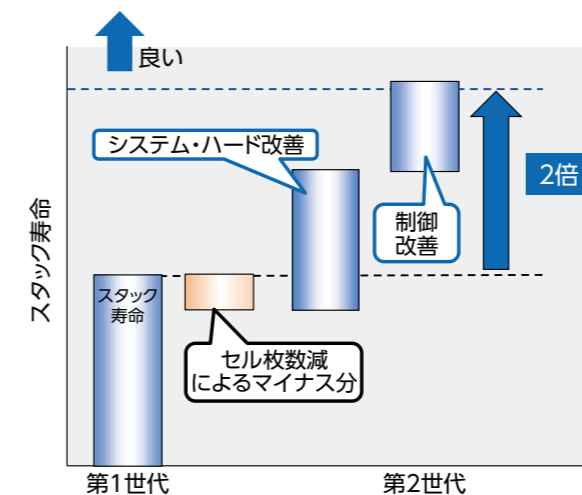 良い
システム・ハード改善
2倍
制御
改善
スタック寿命
スタック
寿命
セル枚数減
によるマイナス分
第1世代
第2世代